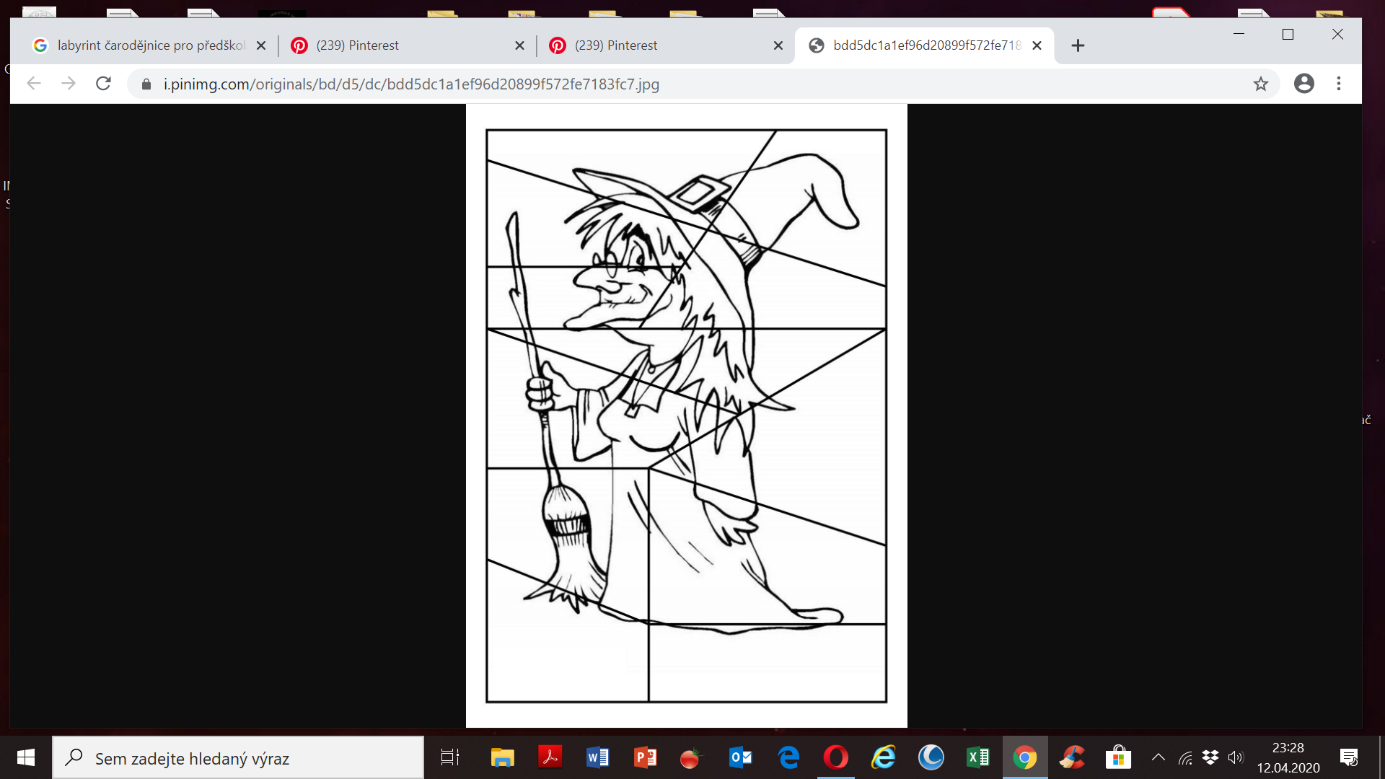 labyrint čarodějnice pro předškol
(239) Pinterest
(239) Pinterest
bdd5dc1a1ef96d20899f572fe718
i.pinimg.com/originals/bd/d5/dc/bdd5dc1a1ef96d20899f572fe7183fc7.jpg
Sem zadejte hledaný výraz
23:28
12.04.2020